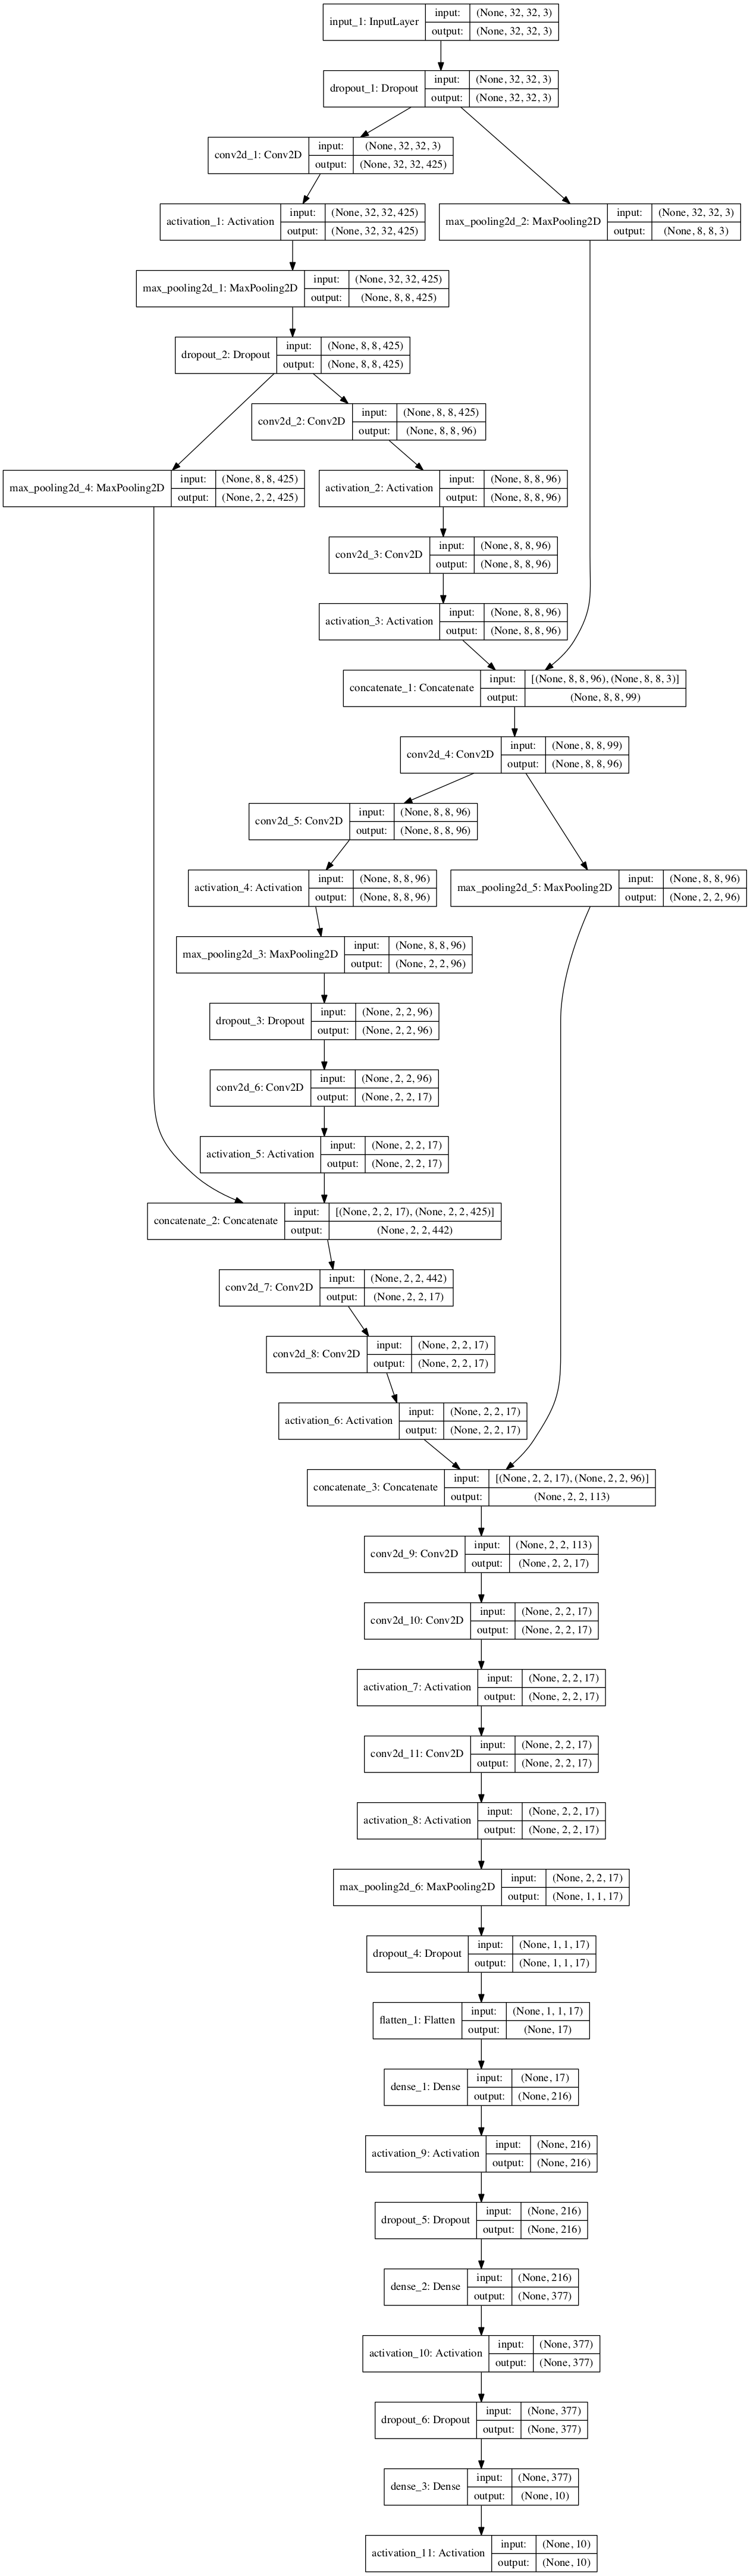 input_1: InputLayer
input: (None, 32, 32, 3)
output: (None, 32, 32, 3)
dropout_1: Dropout
input: (None, 32, 32, 3)
output: (None, 32, 32, 3)
conv2d_1: Conv2D
input: (None, 32, 32, 3)
output: (None, 32, 32, 425)
activation_1: Activation
input: (None, 32, 32, 425)
output: (None, 32, 32, 425)
max_pooling2d_2: MaxPooling2D
input: (None, 32, 32, 3)
output: (None, 8, 8, 3)
max_pooling2d_1: MaxPooling2D
input: (None, 32, 32, 425)
output: (None, 8, 8, 425)
dropout_2: Dropout
input: (None, 8, 8, 425)
output: (None, 8, 8, 425)
conv2d_2: Conv2D
input: (None, 8, 8, 425)
output: (None, 8, 8, 96)
max_pooling2d_4: MaxPooling2D
input: (None, 8, 8, 425)
output: (None, 2, 2, 425)
activation_2: Activation
input: (None, 8, 8, 96)
output: (None, 8, 8, 96)
conv2d_3: Conv2D
input: (None, 8, 8, 96)
output: (None, 8, 8, 96)
activation_3: Activation
input: (None, 8, 8, 96)
output: (None, 8, 8, 96)
concatenate_1: Concatenate
input: [(None, 8, 8, 96), (None, 8, 8, 3)]
output: (None, 8, 8, 99)
conv2d_4: Conv2D
input: (None, 8, 8, 99)
output: (None, 8, 8, 96)
conv2d_5: Conv2D
input: (None, 8, 8, 96)
output: (None, 8, 8, 96)
activation_4: Activation
input: (None, 8, 8, 96)
output: (None, 8, 8, 96)
max_pooling2d_5: MaxPooling2D
input: (None, 8, 8, 96)
output: (None, 2, 2, 96)
max_pooling2d_3: MaxPooling2D
input: (None, 8, 8, 96)
output: (None, 2, 2, 96)
dropout_3: Dropout
input: (None, 2, 2, 96)
output: (None, 2, 2, 96)
conv2d_6: Conv2D
input: (None, 2, 2, 96)
output: (None, 2, 2, 17)
activation_5: Activation
input: (None, 2, 2, 17)
output: (None, 2, 2, 17)
concatenate_2: Concatenate
input: [(None, 2, 2, 17), (None, 2, 2, 425)]
output: (None, 2, 2, 442)
conv2d_7: Conv2D
input: (None, 2, 2, 442)
output: (None, 2, 2, 17)
conv2d_8: Conv2D
input: (None, 2, 2, 17)
output: (None, 2, 2, 17)
activation_6: Activation
input: (None, 2, 2, 17)
output: (None, 2, 2, 17)
concatenate_3: Concatenate
input: [(None, 2, 2, 17), (None, 2, 2, 96)]
output: (None, 2, 2, 113)
conv2d_9: Conv2D
input: (None, 2, 2, 113)
output: (None, 2, 2, 17)
conv2d_10: Conv2D
input: (None, 2, 2, 17)
output: (None, 2, 2, 17)
activation_7: Activation
input: (None, 2, 2, 17)
output: (None, 2, 2, 17)
conv2d_11: Conv2D
input: (None, 2, 2, 17)
output: (None, 2, 2, 17)
activation_8: Activation
input: (None, 2, 2, 17)
output: (None, 2, 2, 17)
max_pooling2d_6: MaxPooling2D
input: (None, 2, 2, 17)
output: (None, 1, 1, 17)
dropout_4: Dropout
input: (None, 1, 1, 17)
output: (None, 1, 1, 17)
flatten_1: Flatten
input: (None, 1, 1, 17)
output: (None, 17)
dense_1: Dense
input: (None, 17)
output: (None, 216)
activation_9: Activation
input: (None, 216)
output: (None, 216)
dropout_5: Dropout
input: (None, 216)
output: (None, 216)
dense_2: Dense
input: (None, 216)
output: (None, 377)
activation_10: Activation
input: (None, 377)
output: (None, 377)
dropout_6: Dropout
input: (None, 377)
output: (None, 377)
dense_3: Dense
input: (None, 377)
output: (None, 10)
activation_11: Activation
input: (None, 10)
output: (None, 10)